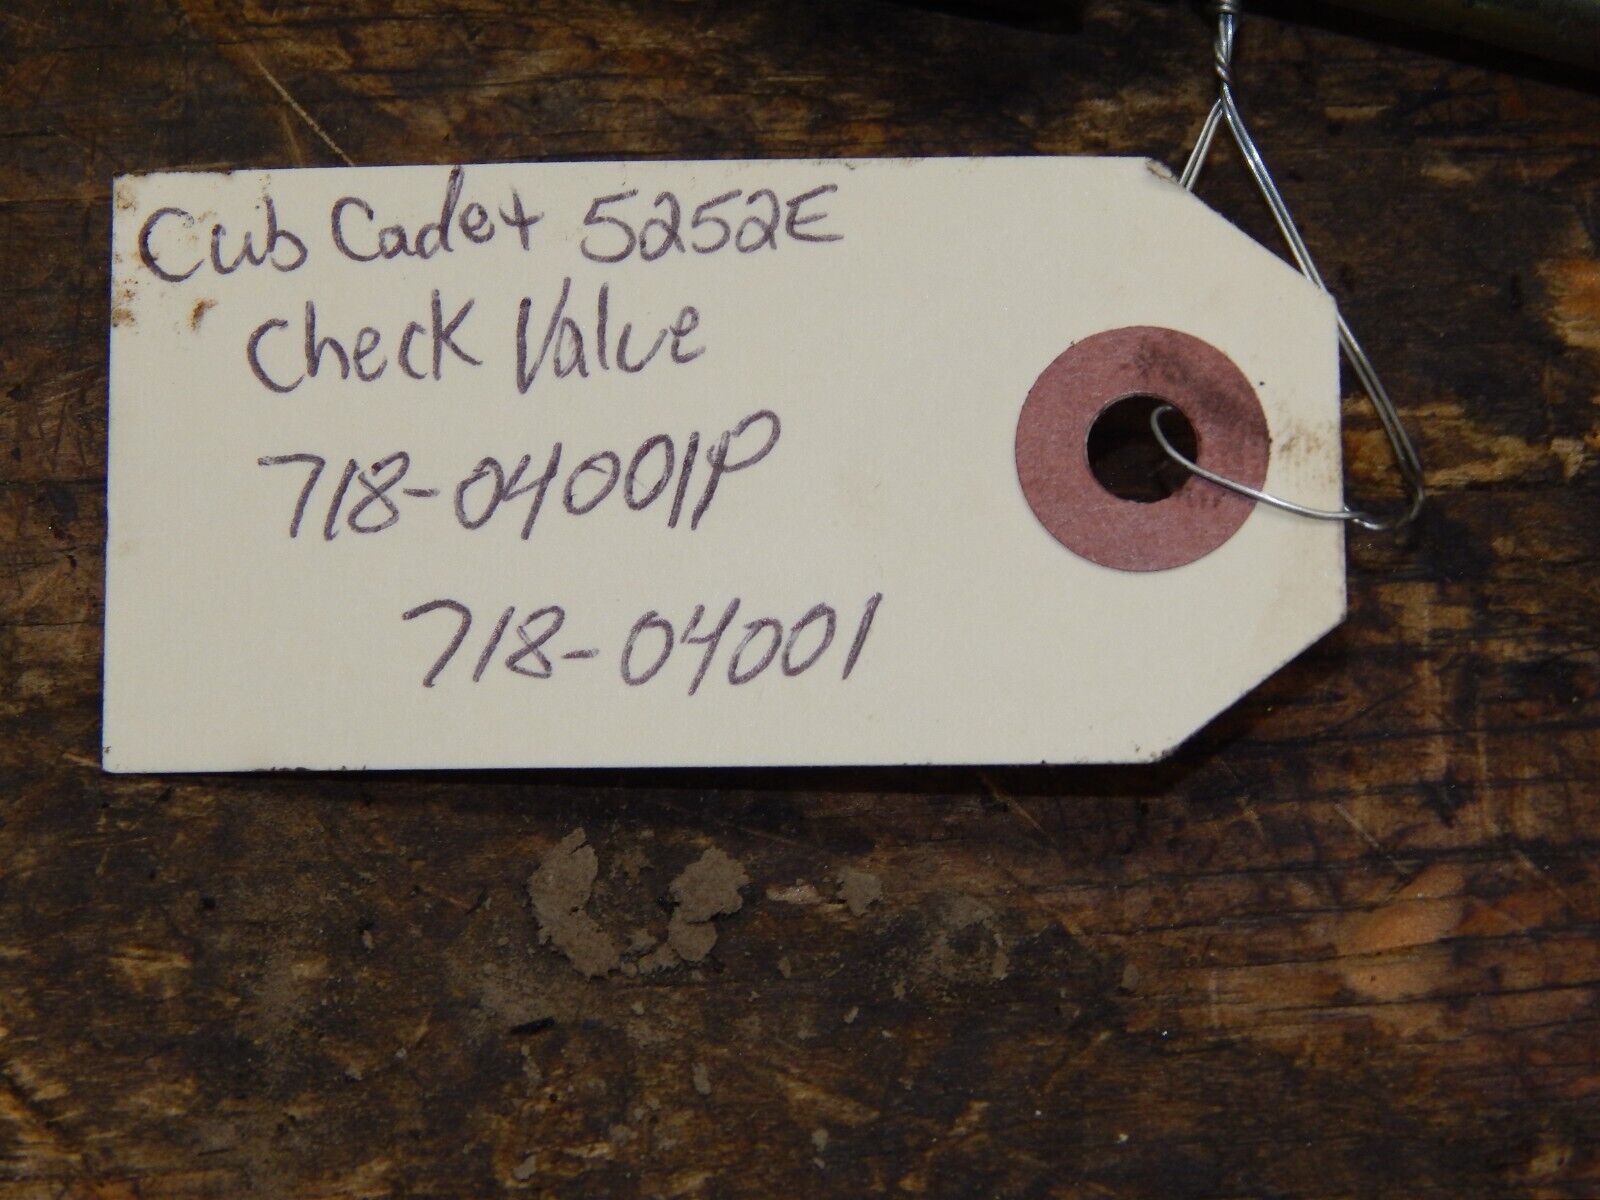 Cub Cadet 5252E
Check Valve
718-04001P
718-04001